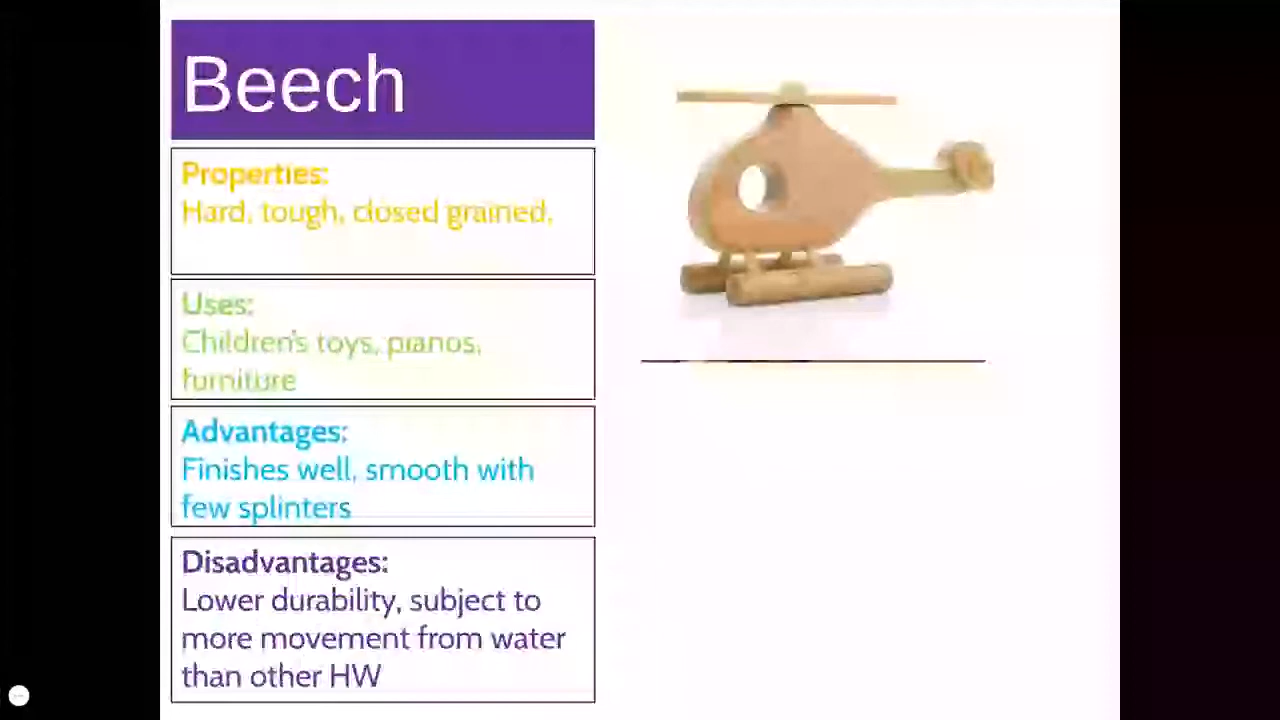 Beech
Properties:
Hard, tough, closed grained,
Uses:
Children's toys, pianos,
furniture
Advantages:
Finishes well, smooth with
few splinters
Disadvantages:
Lower durability, subject to
more movement from water
than other HW